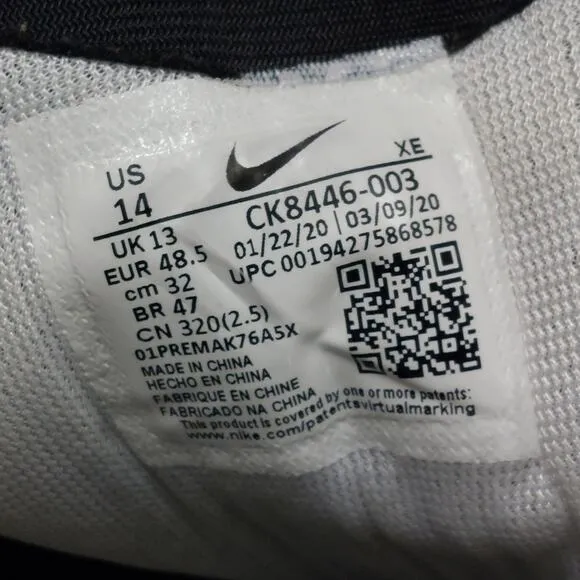 US
14
XE
UK 13
EUR 48.5
cm 32
BR 47
CN 320(2.5)
01PREMAK76A5X
CK8446-003
01/22/20 | 03/09/20
UPC 00194275868578
MADE IN CHINA
HECHO EN CHINA
FABRIQUE EN CHINE
FABRICADO NA CHINA
This product is covered by one or more patents:
www.nike.com/patentsvirtualmarking